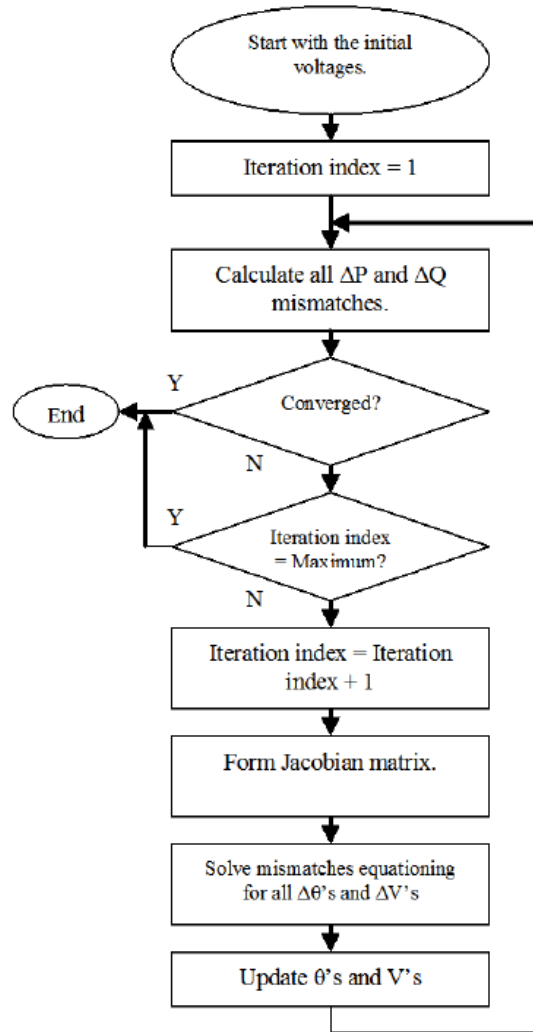 Start with the initial
voltages.
Iteration index = 1
Calculate all ΔP and ΔQ
mismatches.
Y
Converged?
End
N
Y
Iteration index
= Maximum?
N
Iteration index = Iteration
index + 1
Form Jacobian matrix.
Solve mismatches equationing
for all Δθ's and ΔV's
Update θ's and V's